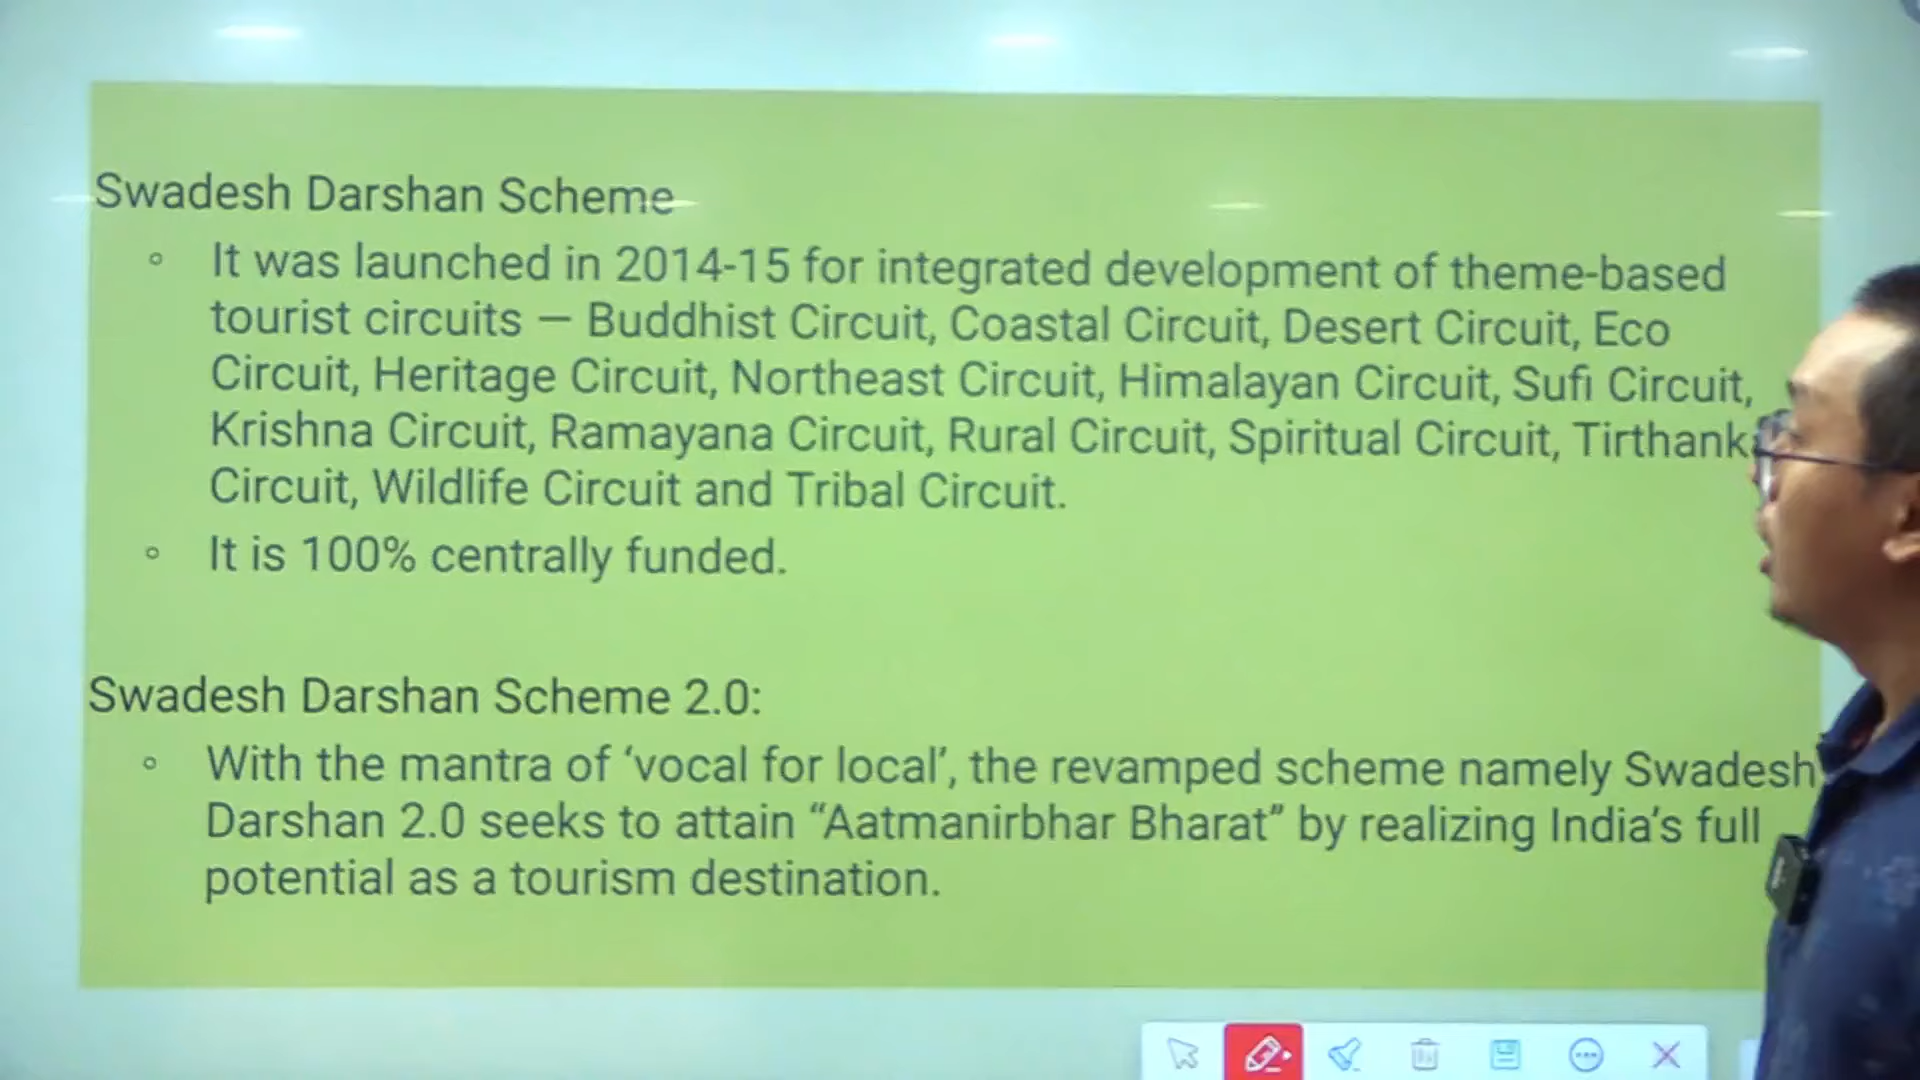 Swadesh Darshan Scheme
It was launched in 2014-15 for integrated development of theme-based
tourist circuits — Buddhist Circuit, Coastal Circuit, Desert Circuit, Eco
Circuit, Heritage Circuit, Northeast Circuit, Himalayan Circuit, Sufi Circuit,
Krishna Circuit, Ramayana Circuit, Rural Circuit, Spiritual Circuit,
Circuit, Wildlife Circuit and Tribal Circuit.
It is 100% centrally funded.
Swadesh Darshan Scheme 2.0:
With the mantra of ‘vocal for local’, the revamped scheme namely Swadesh
Darshan 2.0 seeks to attain “Aatmanirbhar Bharat” by realizing India’s full
potential as a tourism destination.